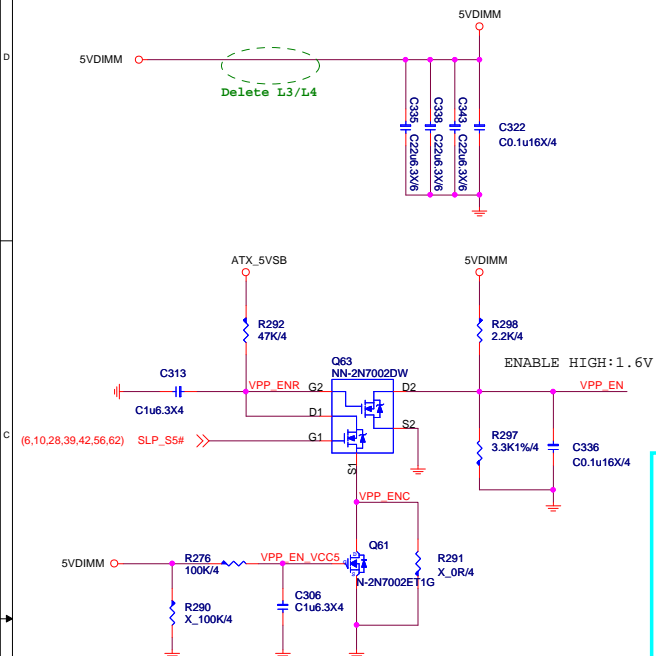 5VDIMM
D
5VDIMM
Delete L3/L4
C335
C22u6.3X/6
C338
C22u6.3X/6
C343
C22u6.3X/6
C322
C0.1u16X/4
ATX_5VSB
5VDIMM
R292
47K/4
R298
2.2K/4
ENABLE HIGH:1.6V
C313
C1u6.3X4
VPP_ENR
Q63
NN-2N7002DW
G2
D2
VPP_EN
D1
S2
C
(6,10,28,39,42,56,62) SLP_S5#
G1
S1
R297
3.3K1%/4
C336
C0.1u16X/4
VPP_ENC
5VDIMM
R276
100K/4
VPP_EN_VCC5
Q61
N-2N7002ET1G
R291
X_0R/4
R290
X_100K/4
C306
C1u6.3X4